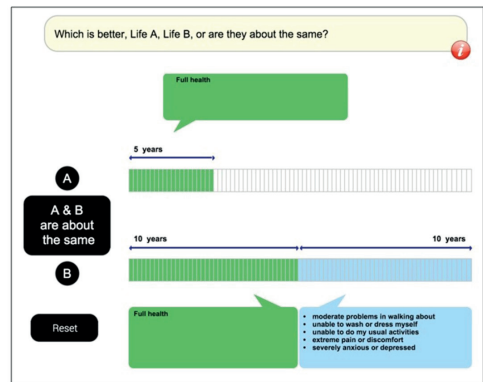 Which is better, Life A, Life B, or are they about the same?
i
Full health
5 years
A
A & B
are about
the same
10 years
10 years
B
Reset
Full health
• moderate problems in walking about
• unable to wash or dress myself
• unable to do my usual activities
• extreme pain or discomfort
• severely anxious or depressed